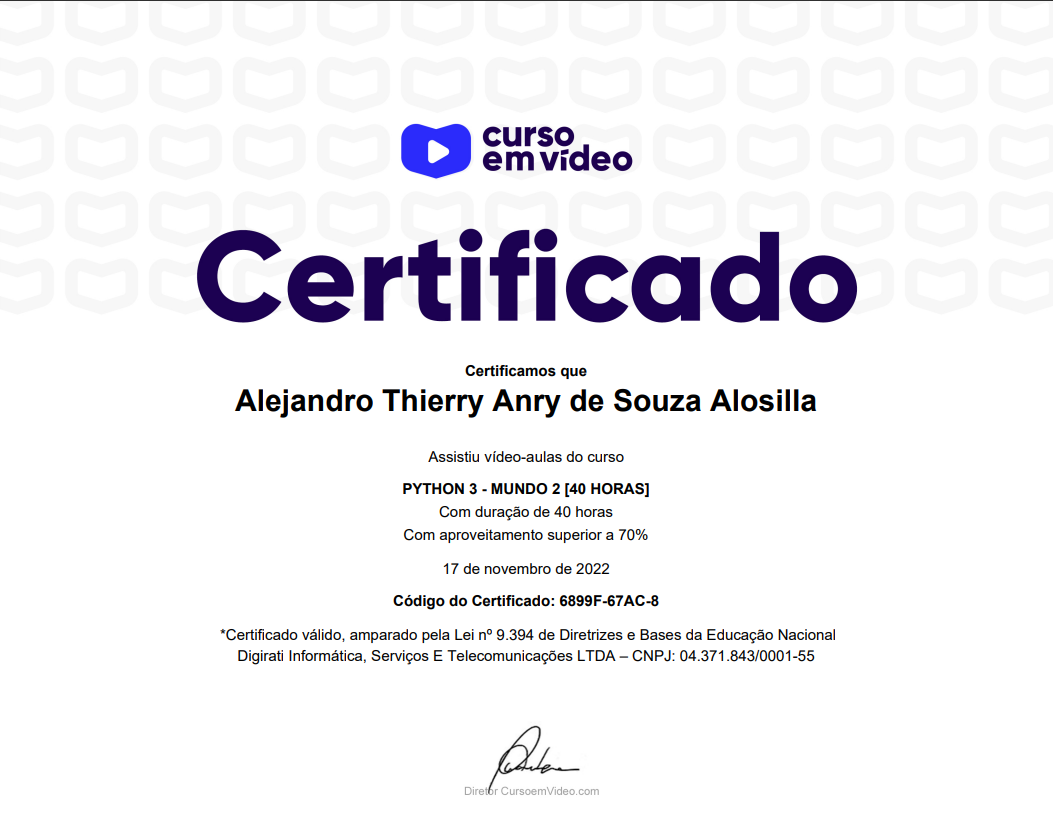 curso
em vídeo
Certificado
Certificamos que
Alejandro Thierry Anry de Souza Alosilla
Assistiu vídeo-aulas do curso
PYTHON 3 - MUNDO 2 [40 HORAS]
Com duração de 40 horas
Com aproveitamento superior a 70%
17 de novembro de 2022
Código do Certificado: 6899F-67AC-8
*Certificado válido, amparado pela Lei nº 9.394 de Diretrizes e Bases da Educação Nacional
Digirati Informática, Serviços E Telecomunicações LTDA – CNPJ: 04.371.843/0001-55
Diretor CursoemVideo.com